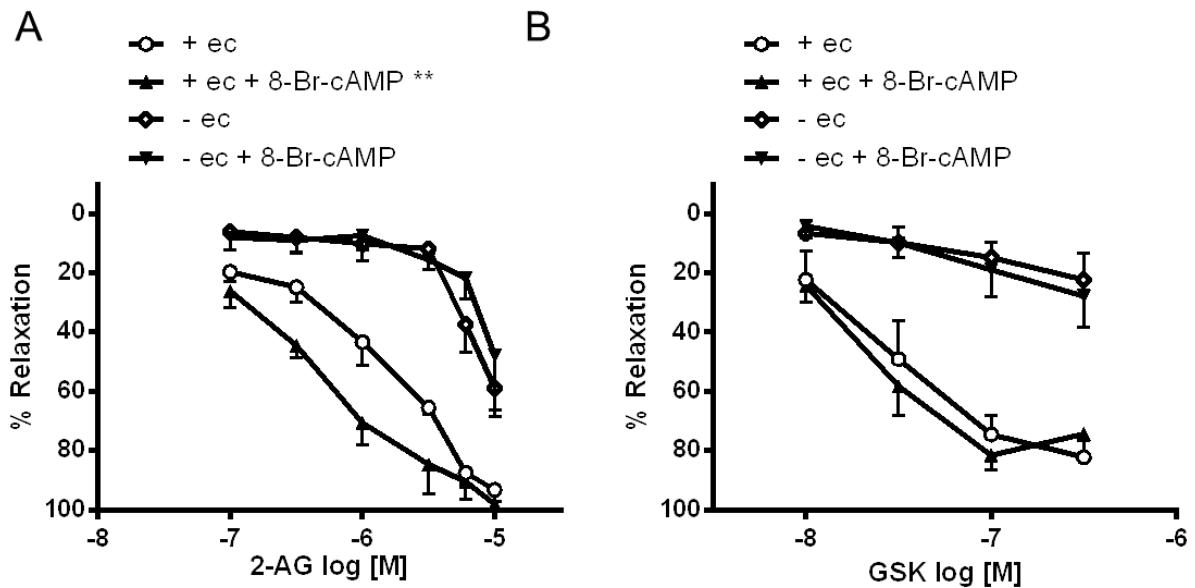 A
+ ec
+ ec + 8-Br-cAMP **
- ec
- ec + 8-Br-cAMP
% Relaxation
0
20
40
60
80
100
-8
-7
-6
-5
2-AG log [M]
B
+ ec
+ ec + 8-Br-cAMP
- ec
- ec + 8-Br-cAMP
% Relaxation
0
20
40
60
80
100
-8
-7
-6
GSK log [M]